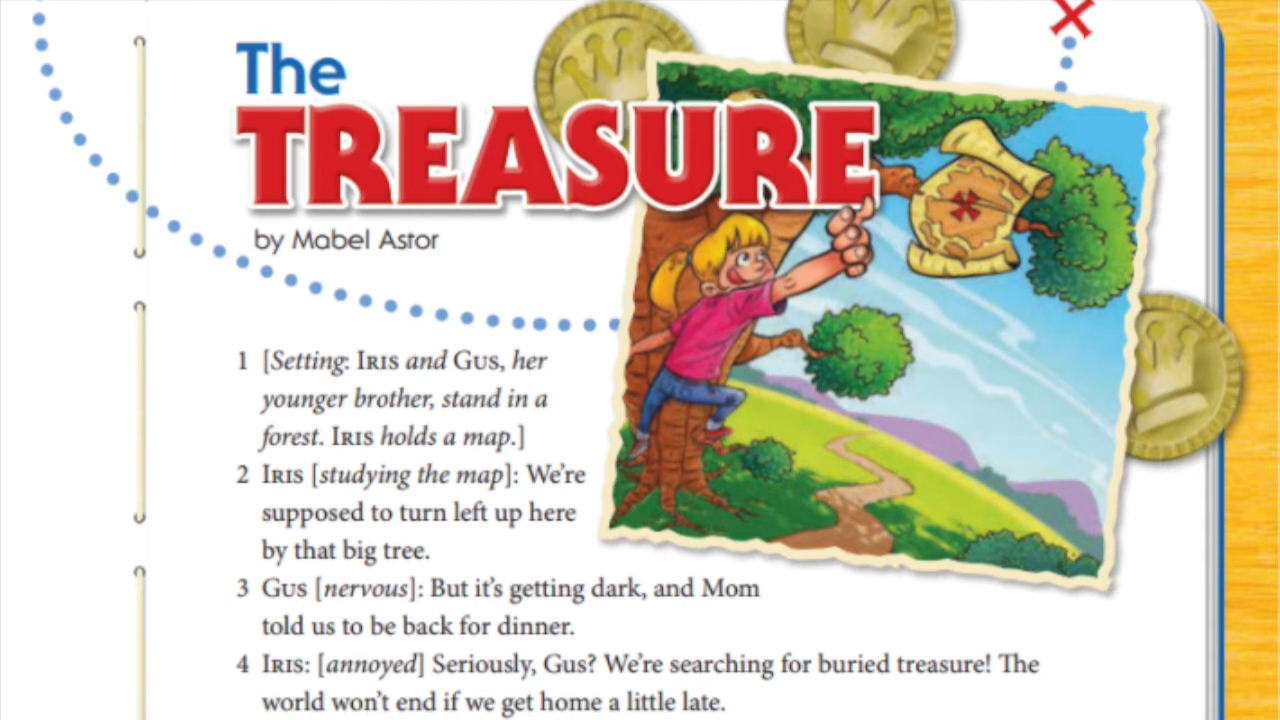 The
TREASURE
by Mabel Astor
1 [Setting: IRIS and GUS, her
younger brother, stand in a
forest. IRIS holds a map.]
2 IRIS [studying the map]: We're
supposed to turn left up here
by that big tree.
3 GUS [nervous]: But it's getting dark, and Mom
told us to be back for dinner.
4 IRIS: [annoyed] Seriously, Gus? We're searching for buried treasure! The
world won't end if we get home a little late.